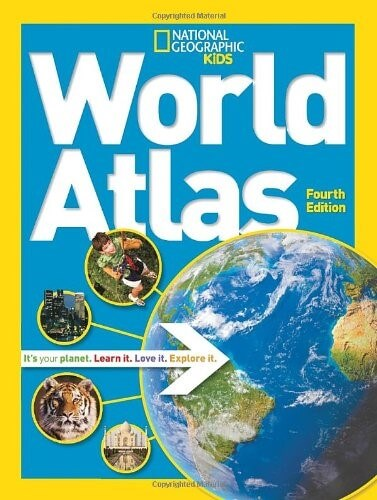 Copyrighted Material
NATIONAL
GEOGRAPHIC
KiDS
World
Atlas
Fourth
Edition
It's your planet. Learn it. Love it. Explore it.
Copyrighted Material